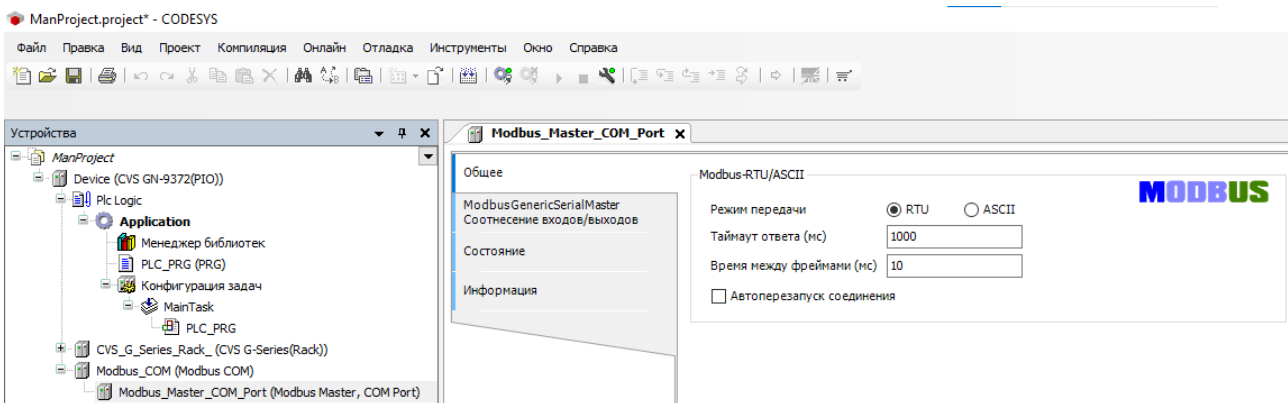 ManProject.project* - CODESYS
Файл Правка Вид Проект Компиляция Онлайн Отладка Инструменты Окно Справка
Устройства
ManProject
Device (CVS GN-9372(PIO))
Plc Logic
Application
Менеджер библиотек
PLC_PRG (PRG)
Конфигурация задач
MainTask
PLC_PRG
CVS_G_Series_Rack_ (CVS G-Series(Rack))
Modbus_COM (Modbus COM)
Modbus_Master_COM_Port (Modbus Master, COM Port)
Modbus_Master_COM_Port
Общее
ModbusGenericSerialMaster
Соотнесение входов/выходов
Состояние
Информация
Modbus-RTU/ASCII
MODBUS
Режим передачи RTU ASCII
Таймаут ответа (мс) 1000
Время между фреймами (мс) 10
Автоперезапуск соединения